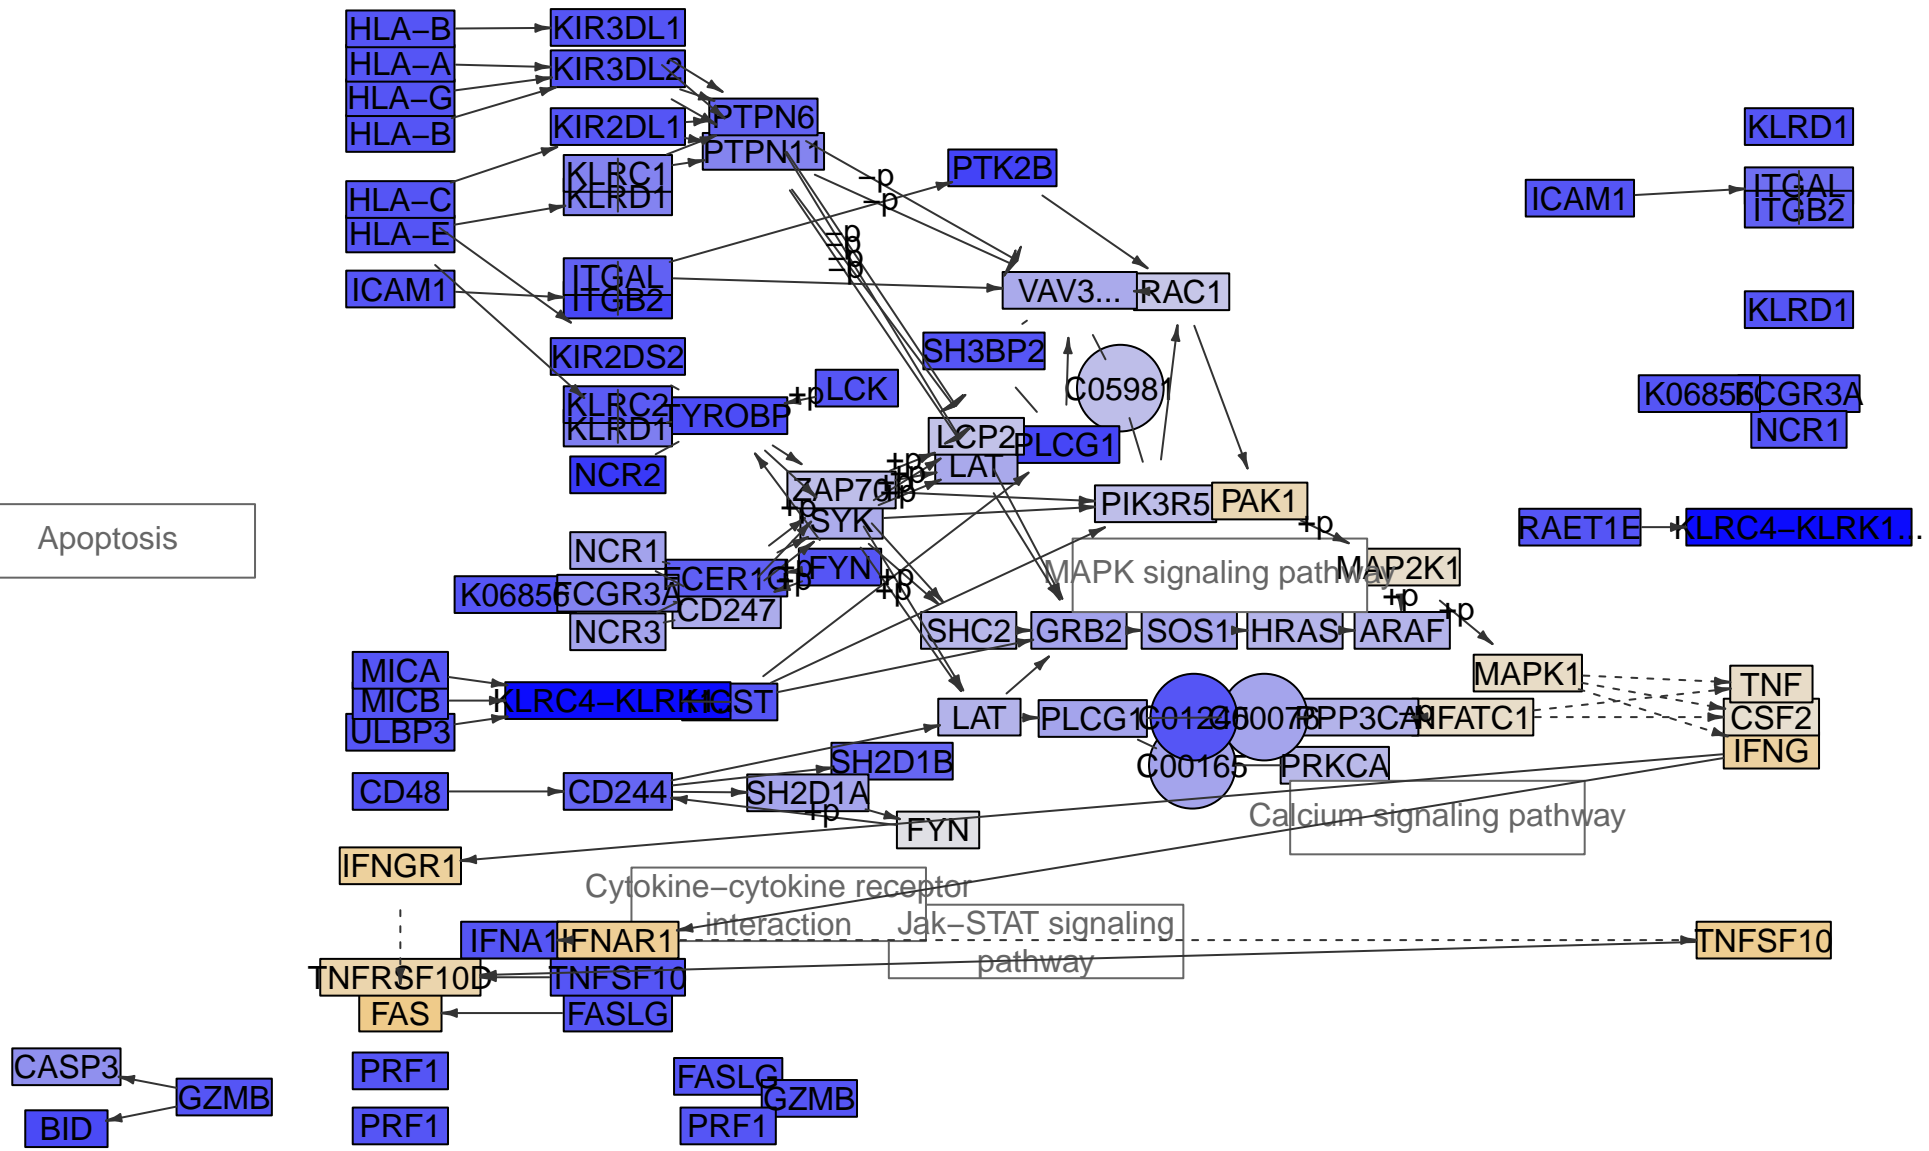 HLA−B
KIR3DL1
HLA−A
KIR3DL2
HLA−G
HLA−B
KIR2DL1
PTPN6
PTPN11
KLRC1
KLRD1
PTK2B
−p
−p
HLA−C
HLA−E
−p
−p
−p
−p
ICAM1
ITGAL
ITGB2
VAV3...
RAC1
KLRD1
ICAM1
ITGAL
ITGB2
KLRD1
KIR2DS2
SH3BP2
LCK
+p
C05981
KLRC2
KLRD1
TYROBP
LCP2
LAT
PLCG1
K06856
FCGR3A
NCR1
NCR2
ZAP70
+p
+p
+p
+p
+p
SYK
PIK3R5
PAK1
+p
RAET1E
KLRC4−KLRK1...
Apoptosis
NCR1
FCER1G
+p
+p
FYN
+p
+p
MAPK signaling pathway
MAP2K1
K06856
FCGR3A
CD247
NCR3
+p
+p
SHC2
GRB2
SOS1
HRAS
ARAF
MICA
MICB
ULBP3
HCST
MAPK1
TNF
CSF2
IFNG
LAT
PLCG1
C01245
C00076
PPP3CA
NFATC1
C00165
PRKCA
CD48
CD244
SH2D1B
SH2D1A
+p
FYN
Calcium signaling pathway
IFNGR1
Cytokine−cytokine receptor
interaction
Jak−STAT signaling
pathway
IFNA1
IFNAR1
TNFSF10
TNFRSF10D
TNFSF10
FAS
FASLG
CASP3
PRF1
FASLG
GZMB
GZMB
BID
PRF1
PRF1